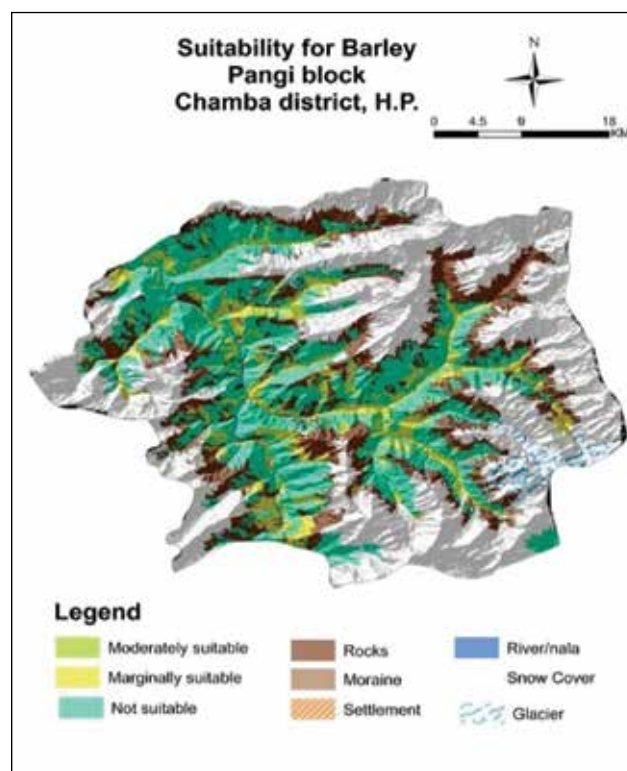 Suitability for Barley
Pangi block
Chamba district, H.P.
N
0 4.5 9 18
KM
Legend
Moderately suitable
Marginally suitable
Not suitable
Rocks
Moraine
Settlement
River/nala
Snow Cover
Glacier